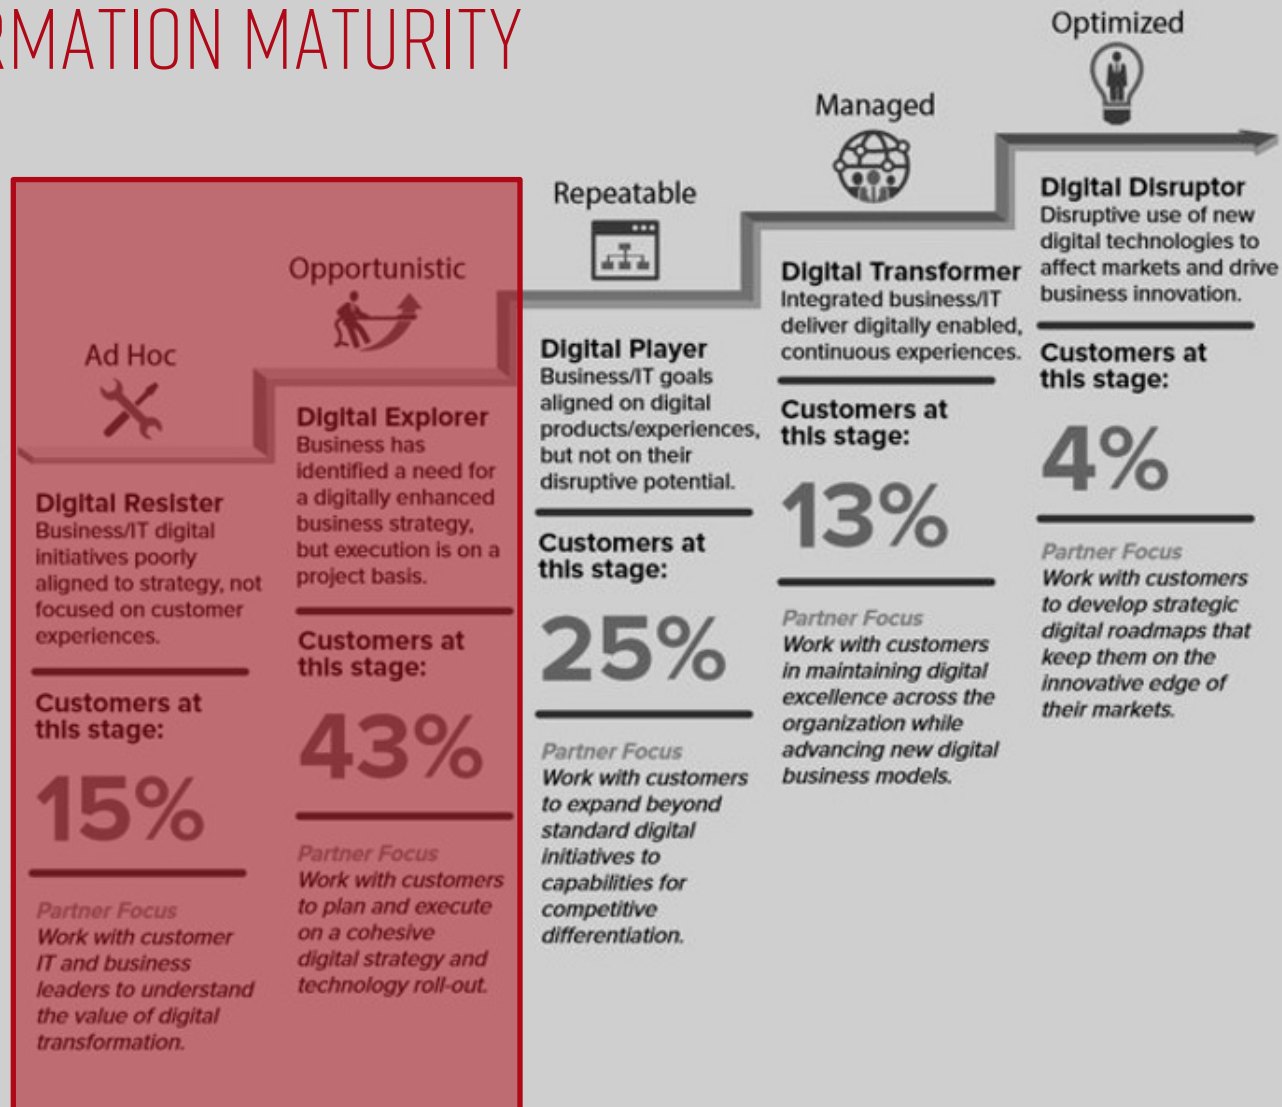 RMATION MATURITY
Ad Hoc
Digital Resister
Business/IT digital
initiatives poorly
aligned to strategy, not
focused on customer
experiences.
Customers at
this stage:
15%
Partner Focus
Work with customer
IT and business
leaders to understand
the value of digital
transformation.
Opportunistic
Digital Explorer
Business has
identified a need for
a digitally enhanced
business strategy,
but execution is on a
project basis.
Customers at
this stage:
43%
Partner Focus
Work with customers
to plan and execute
on a cohesive
digital strategy and
technology roll-out.
Repeatable
Digital Player
Business/IT goals
aligned on digital
products/experiences,
but not on their
disruptive potential.
Customers at
this stage:
25%
Partner Focus
Work with customers
to expand beyond
standard digital
initiatives to
capabilities for
competitive
differentiation.
Managed
Digital Transformer
Integrated business/IT
deliver digitally enabled,
continuous experiences.
Customers at
this stage:
13%
Partner Focus
Work with customers
in maintaining digital
excellence across the
organization while
advancing new digital
business models.
Optimized
Digital Disruptor
Disruptive use of new
digital technologies to
affect markets and drive
business innovation.
Customers at
this stage:
4%
Partner Focus
Work with customers
to develop strategic
digital roadmaps that
keep them on the
innovative edge of
their markets.